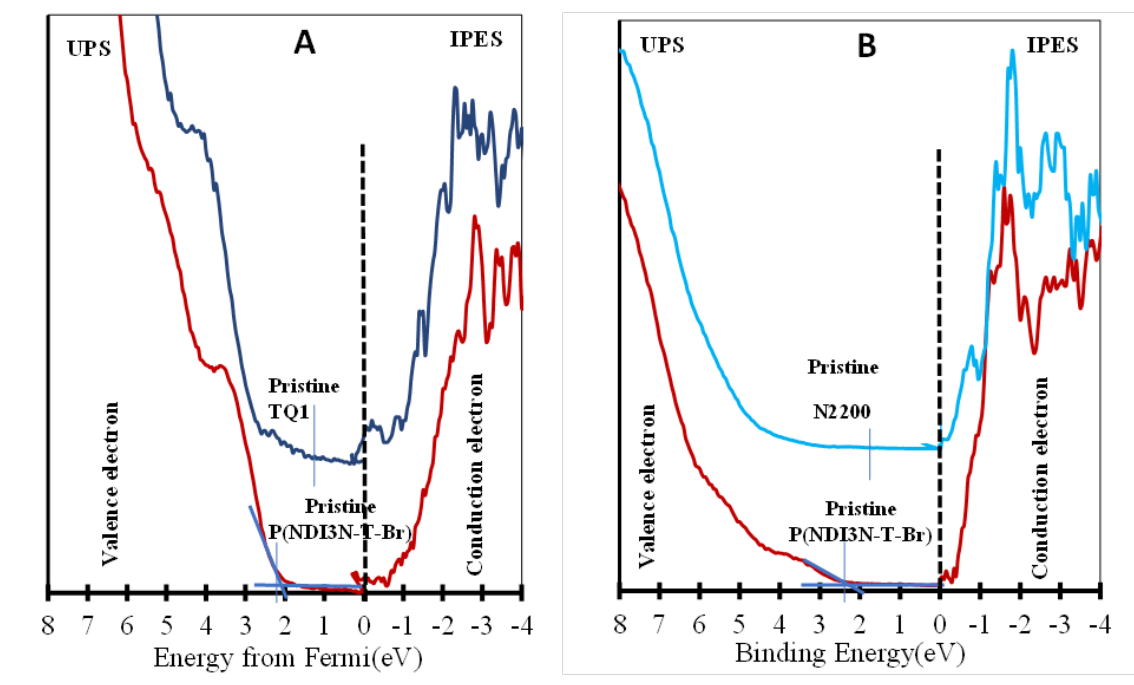 UPS
A
IPES
Pristine
TQ1
Pristine
P(NDI3N-T-Br)
Valence electron
Conduction electron
8 7 6 5 4 3 2 1 0 -1 -2 -3 -4
Energy from Fermi(eV)
UPS
B
IPES
Pristine
N2200
Pristine
P(NDI3N-T-Br)
Valence electron
Conduction electron
8 7 6 5 4 3 2 1 0 -1 -2 -3 -4
Binding Energy(eV)